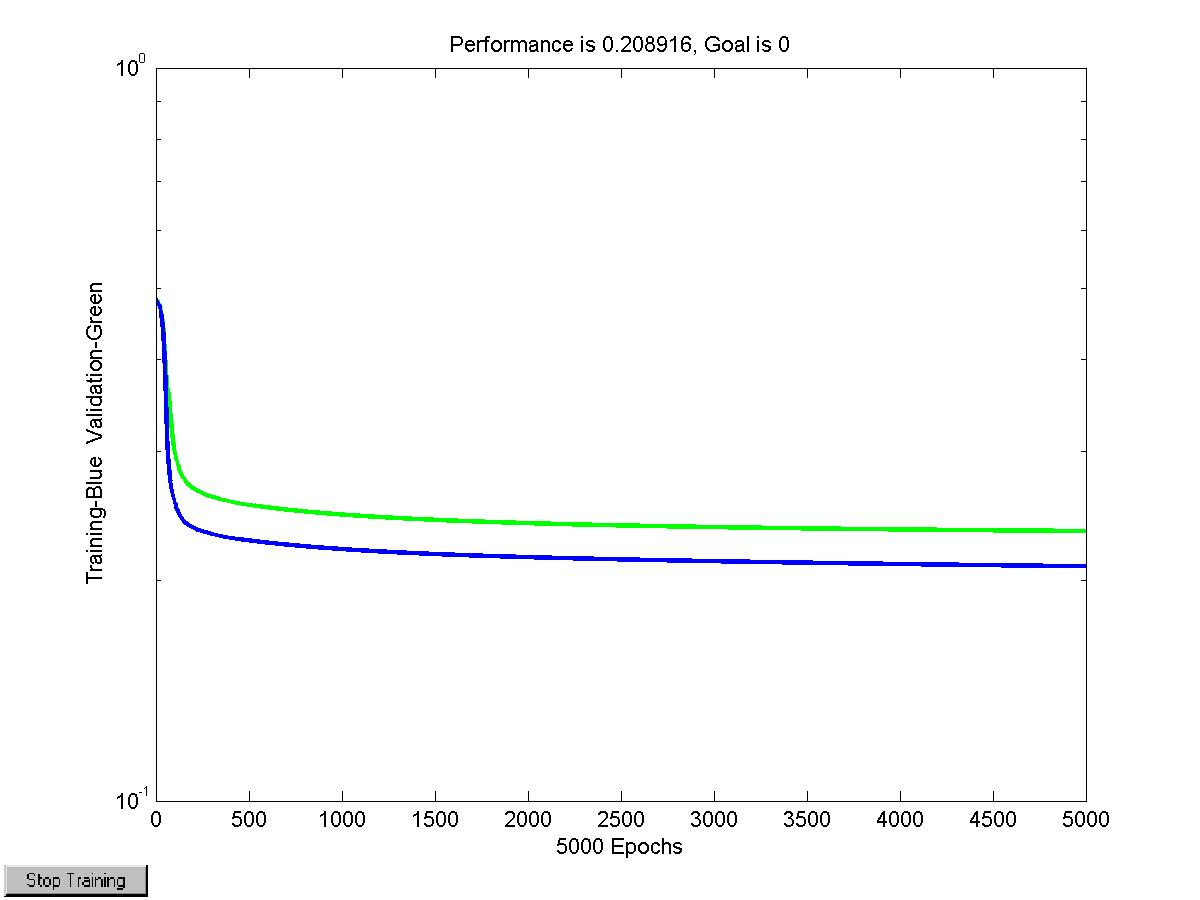 Performance is 0.208916, Goal is 0
10^0
Training-Blue  Validation-Green
10^-1
0 500 1000 1500 2000 2500 3000 3500 4000 4500 5000
5000 Epochs
Stop Training